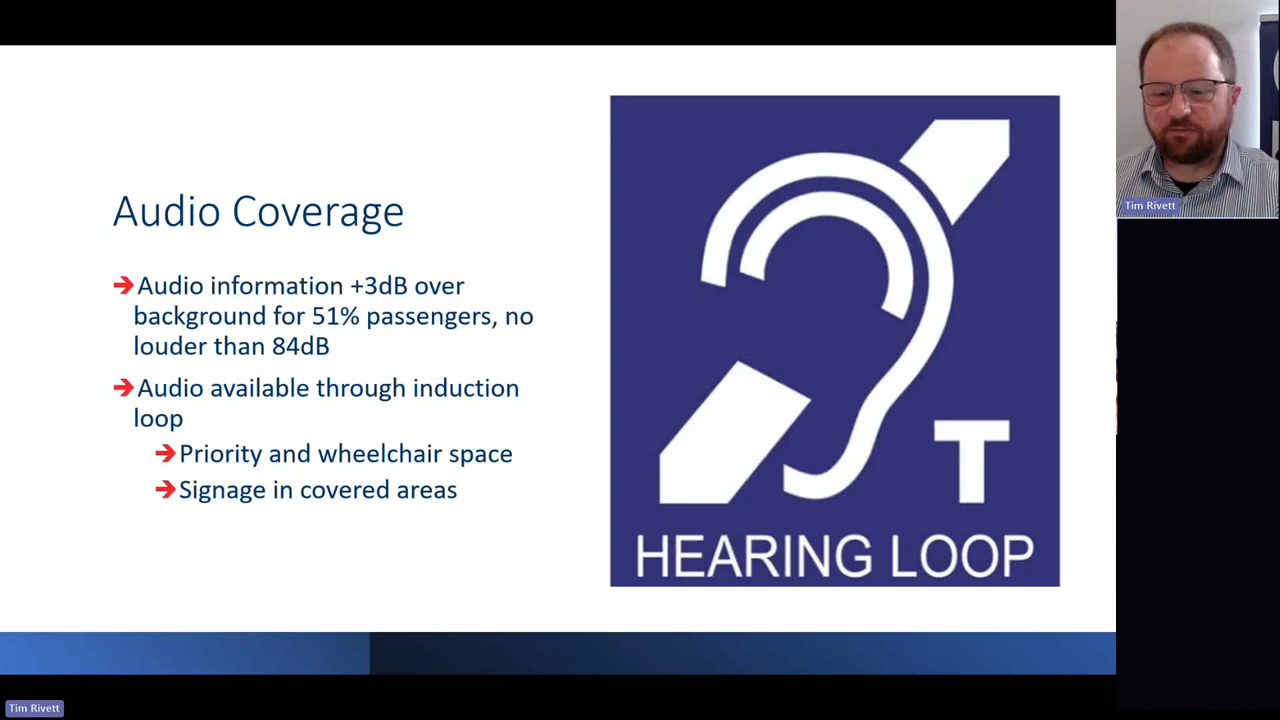 Audio Coverage
➔Audio information +3dB over
background for 51% passengers, no
louder than 84dB
➔Audio available through induction
loop
➔Priority and wheelchair space
➔Signage in covered areas
T
HEARING LOOP
Tim Rivett
Tim Rivett